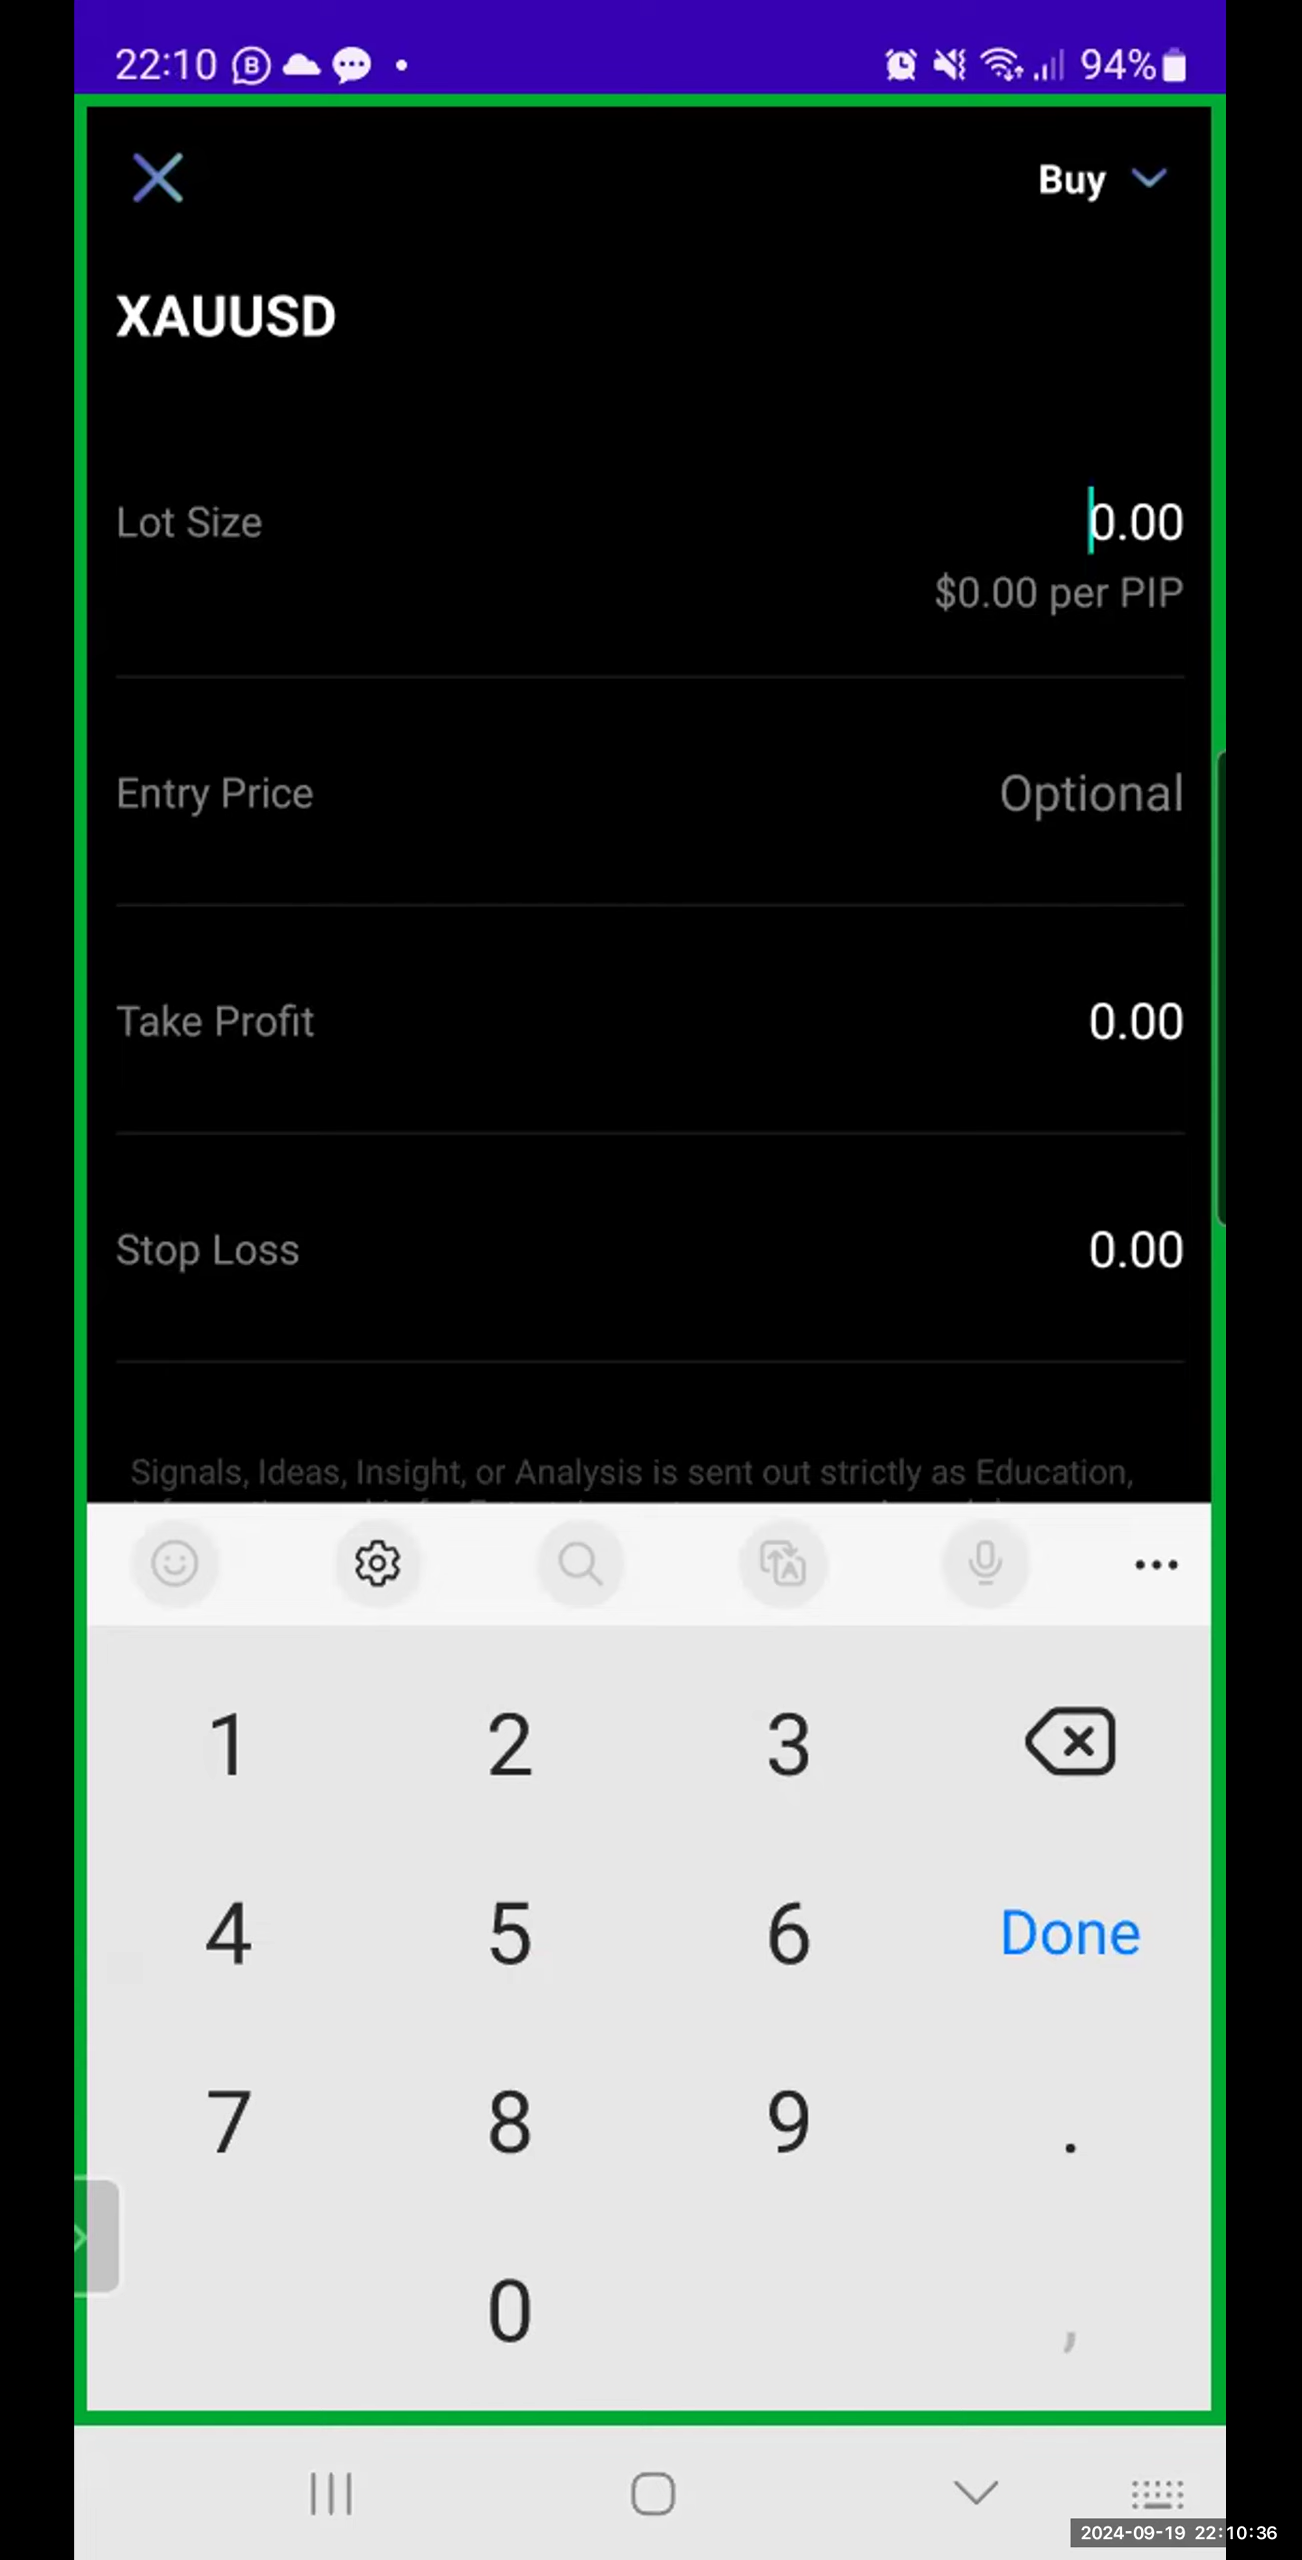 22:10 94%
Buy
XAUUSD
Lot Size 0.00
$0.00 per PIP
Entry Price Optional
Take Profit 0.00
Stop Loss 0.00
Signals, Ideas, Insight, or Analysis is sent out strictly as Education,
1 2 3
4 5 6 Done
7 8 9 .
0 ,
2024-09-19 22:10:36